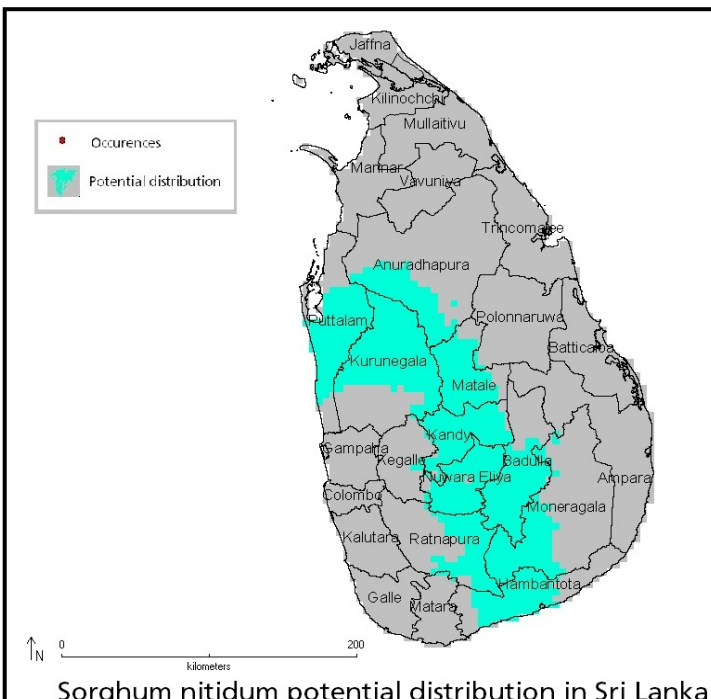 Jaffna
Kilinochchi
Mullaitivu
Occurences
Potential distribution
Mannar
Vavuniya
Trincomalee
Anuradhapura
Puttalam
Polonnaruwa
Batticaloa
Kurunegala
Matale
Kandy
Gampaha
Kegalle
Badulla
Nuwara Eliya
Ampara
Colombo
Moneragala
Kalutara
Ratnapura
Hambantota
Galle
Matara
N
0
200
kilometers
Sorghum nitidum potential distribution in Sri Lanka